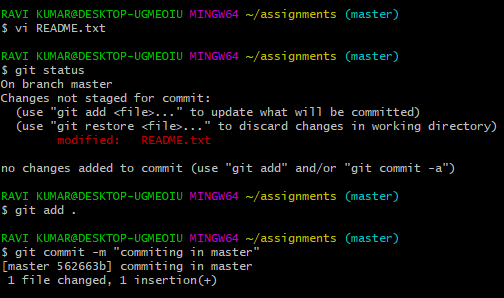 RAVI KUMAR@DESKTOP-UGMEOIU MINGW64 ~/assignments (master)
$ vi README.txt
RAVI KUMAR@DESKTOP-UGMEOIU MINGW64 ~/assignments (master)
$ git status
On branch master
Changes not staged for commit:
  (use "git add <file>..." to update what will be committed)
  (use "git restore <file>..." to discard changes in working directory)
        modified:   README.txt
no changes added to commit (use "git add" and/or "git commit -a")
RAVI KUMAR@DESKTOP-UGMEOIU MINGW64 ~/assignments (master)
$ git add .
RAVI KUMAR@DESKTOP-UGMEOIU MINGW64 ~/assignments (master)
$ git commit -m "commiting in master"
[master 562663b] commiting in master
 1 file changed, 1 insertion(+)